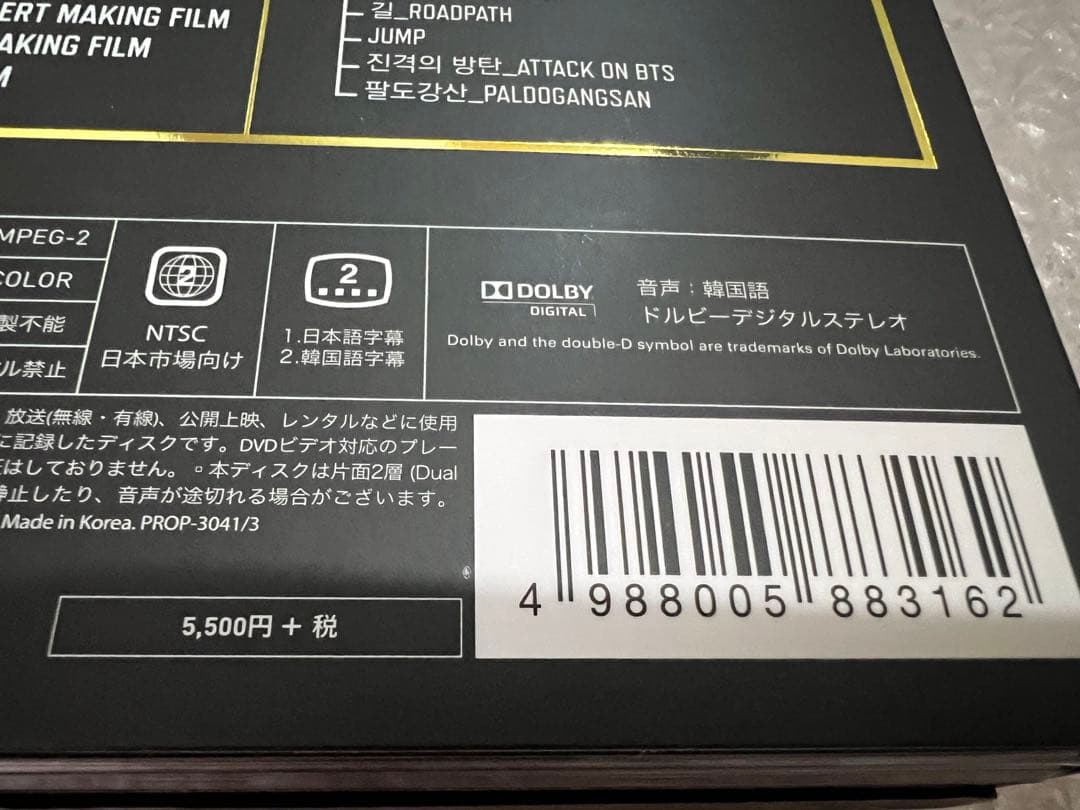 ERT MAKING FILM
AKING FILM
M
길_ROADPATH
JUMP
진격의 방탄_ATTACK ON BTS
팔도강산_PALDOGANGSAN
MPEG-2
COLOR
製不能
ル禁止
2
NTSC
日本市場向け
2
1.日本語字幕
2.韓国語字幕
DOLBY
DIGITAL
音声：韓国語
ドルビーデジタルステレオ
Dolby and the double-D symbol are trademarks of Dolby Laboratories.
放送(無線・有線)、公開上映、レンタルなどに使用
に記録したディスクです。DVDビデオ対応のプレー
証はしておりません。▫本ディスクは片面2層 (Dual
静止したり、音声が途切れる場合がございます。
Made in Korea. PROP-3041/3
5,500円 + 税
4 988005 883162